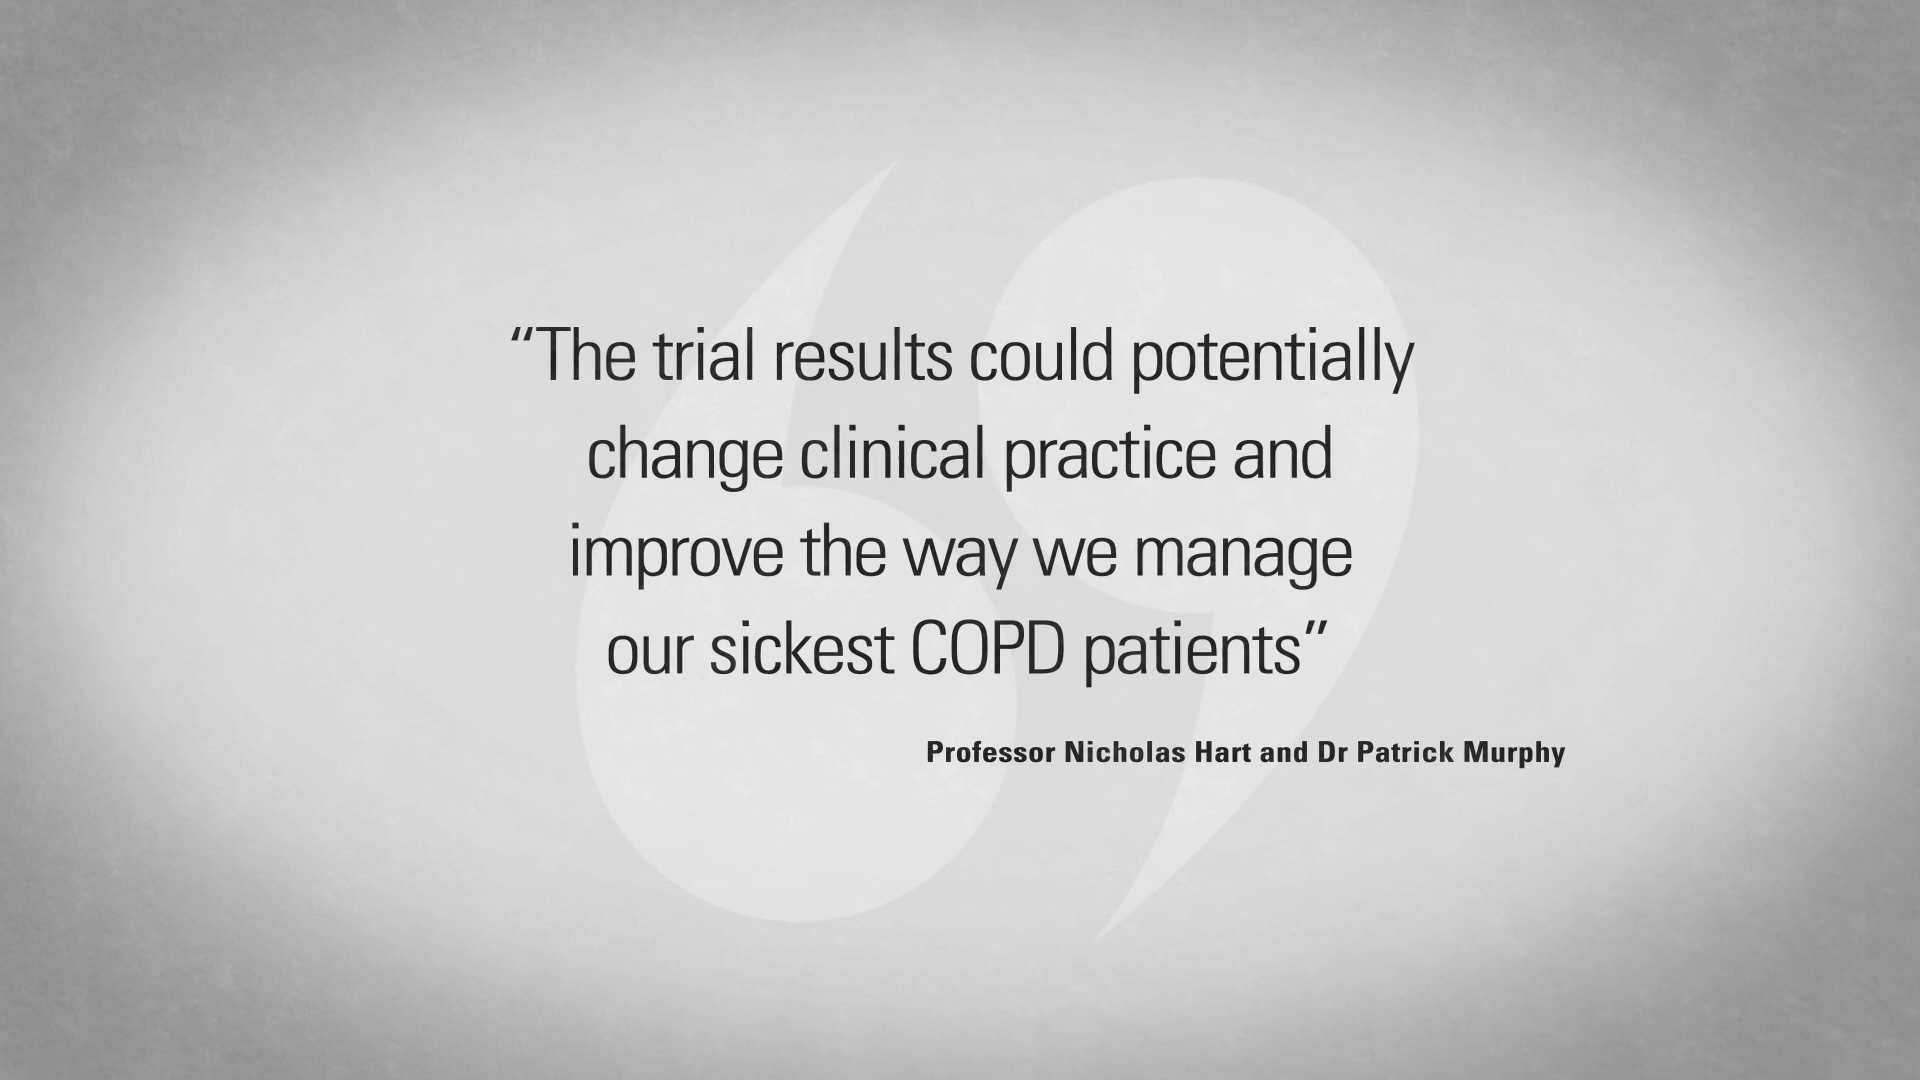 “The trial results could potentially
change clinical practice and
improve the way we manage
our sickest COPD patients”
Professor Nicholas Hart and Dr Patrick Murphy